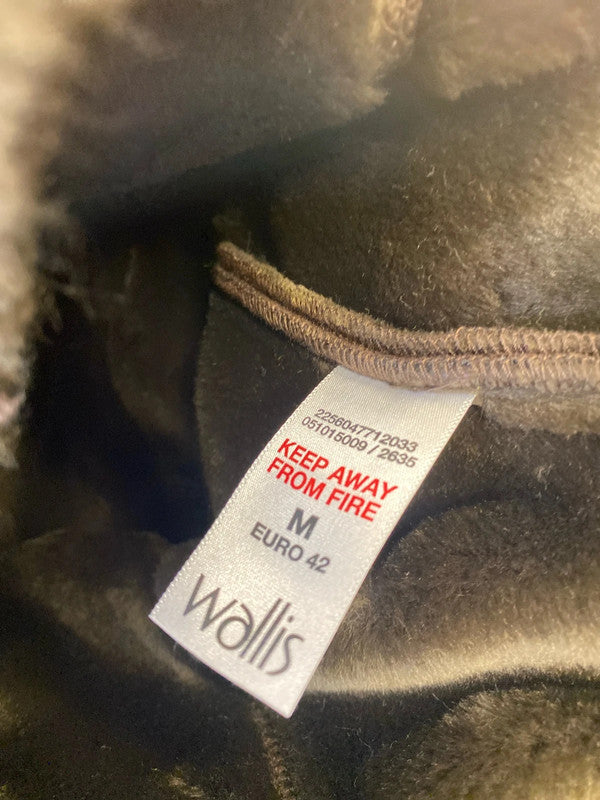 2256047712033
051015009 / 2635
KEEP AWAY
FROM FIRE
M
EURO 42
wallis